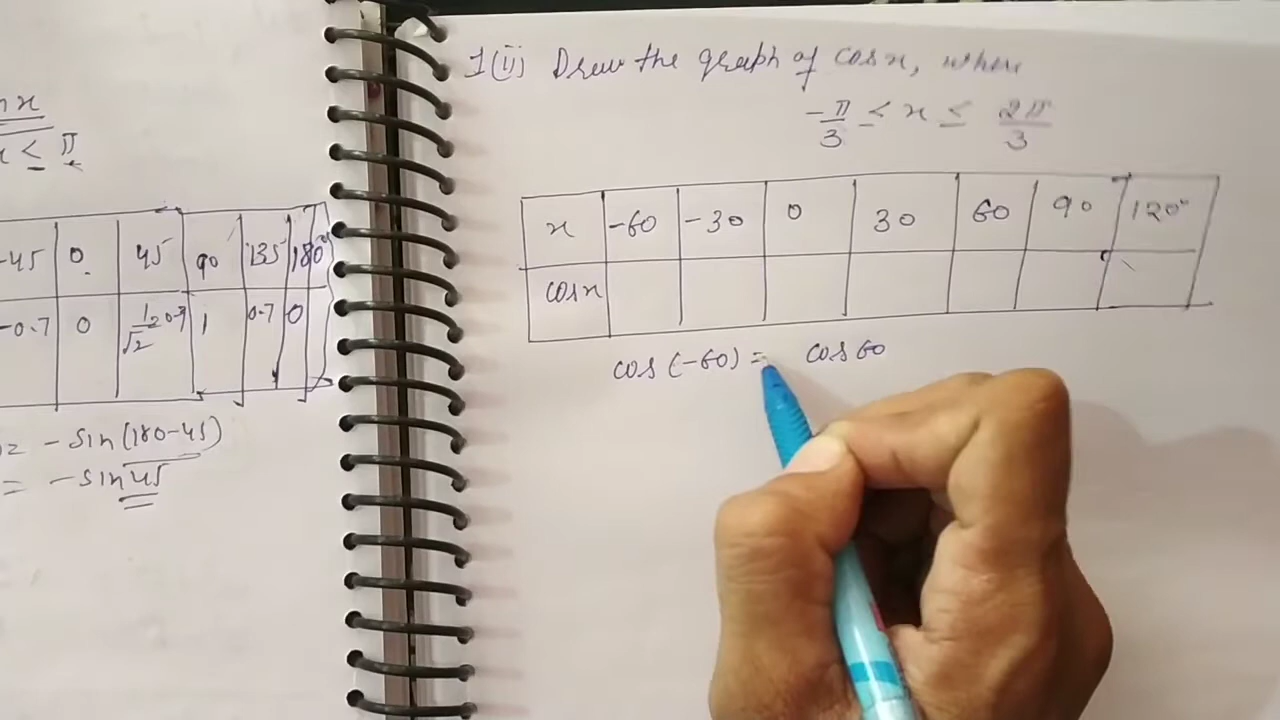 x
≤ π
-45 0 45 90 135 180°
-0.7 0 1/√2 0.7 1 0.7 0
= - sin(180-45)
= - sin 45
1(ii) Draw the graph of cosx, where
-π/3 ≤ x ≤ 2π/3
x -60 -30 0 30 60 90 120°
cosx
cos(-60) = cos 60